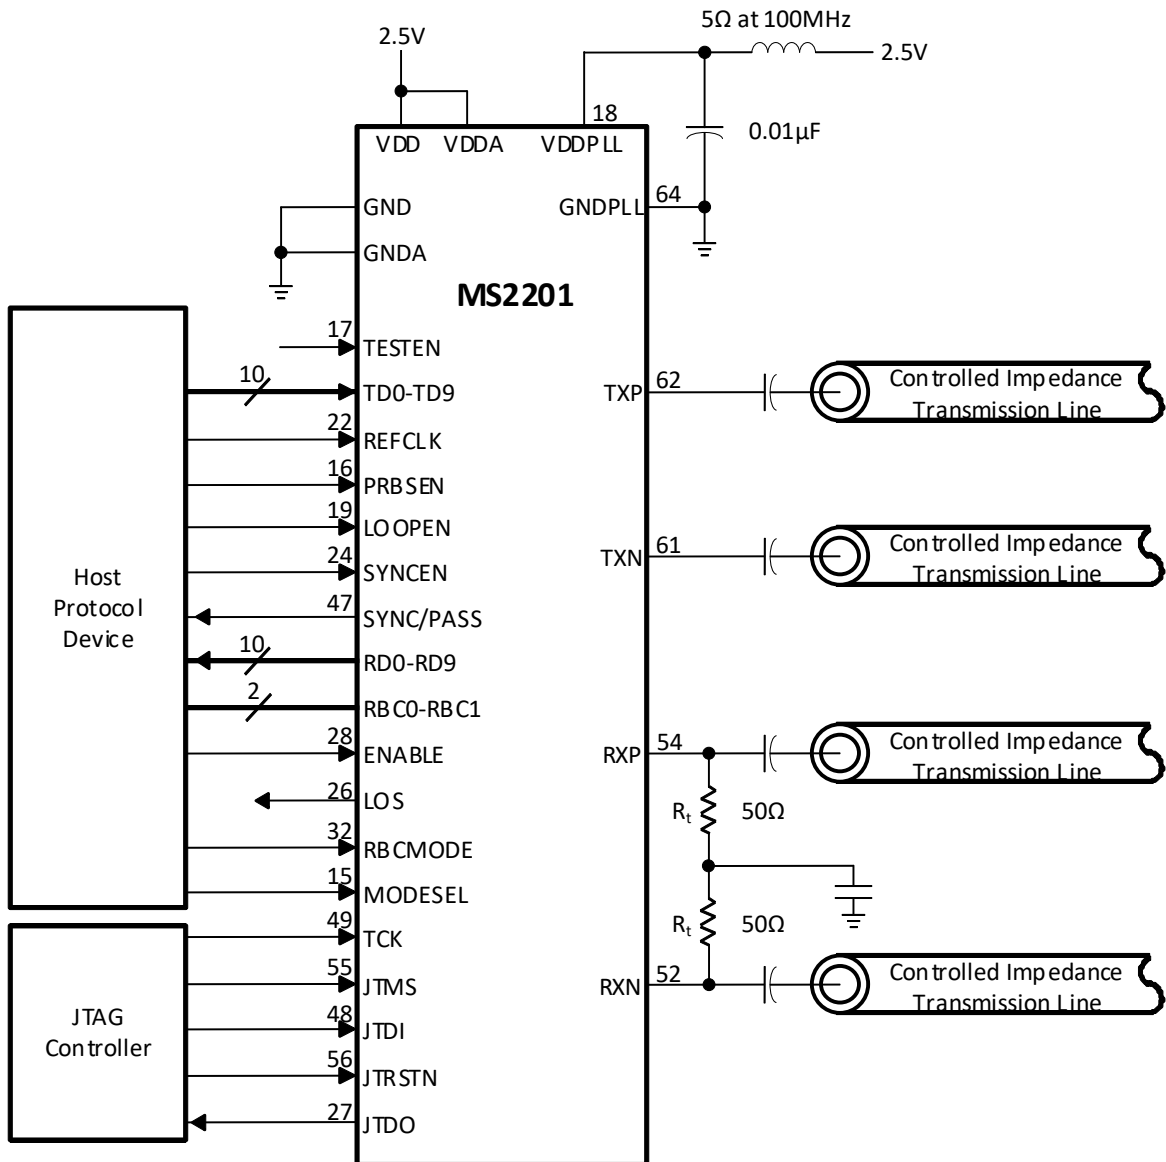 5Ω at 100MHz
2.5V
2.5V
18
0.01µF
VDD
VDDA
VDDPLL
GND
GNDPLL
64
GNDA
MS2201
17
TESTEN
10
TD0-TD9
TXP
62
Controlled Impedance
Transmission Line
22
REFCLK
16
PRBSEN
19
LOOPEN
24
SYNCEN
TXN
61
Controlled Impedance
Transmission Line
Host
Protocol
Device
47
SYNC/PASS
10
RD0-RD9
2
RBC0-RBC1
28
ENABLE
RXP
54
Controlled Impedance
Transmission Line
26
LOS
Rt
50Ω
32
RBCMODE
15
MODESEL
49
TCK
Rt
50Ω
55
JTMS
RXN
52
Controlled Impedance
Transmission Line
JTAG
Controller
48
JTDI
56
JTRSTN
27
JTDO